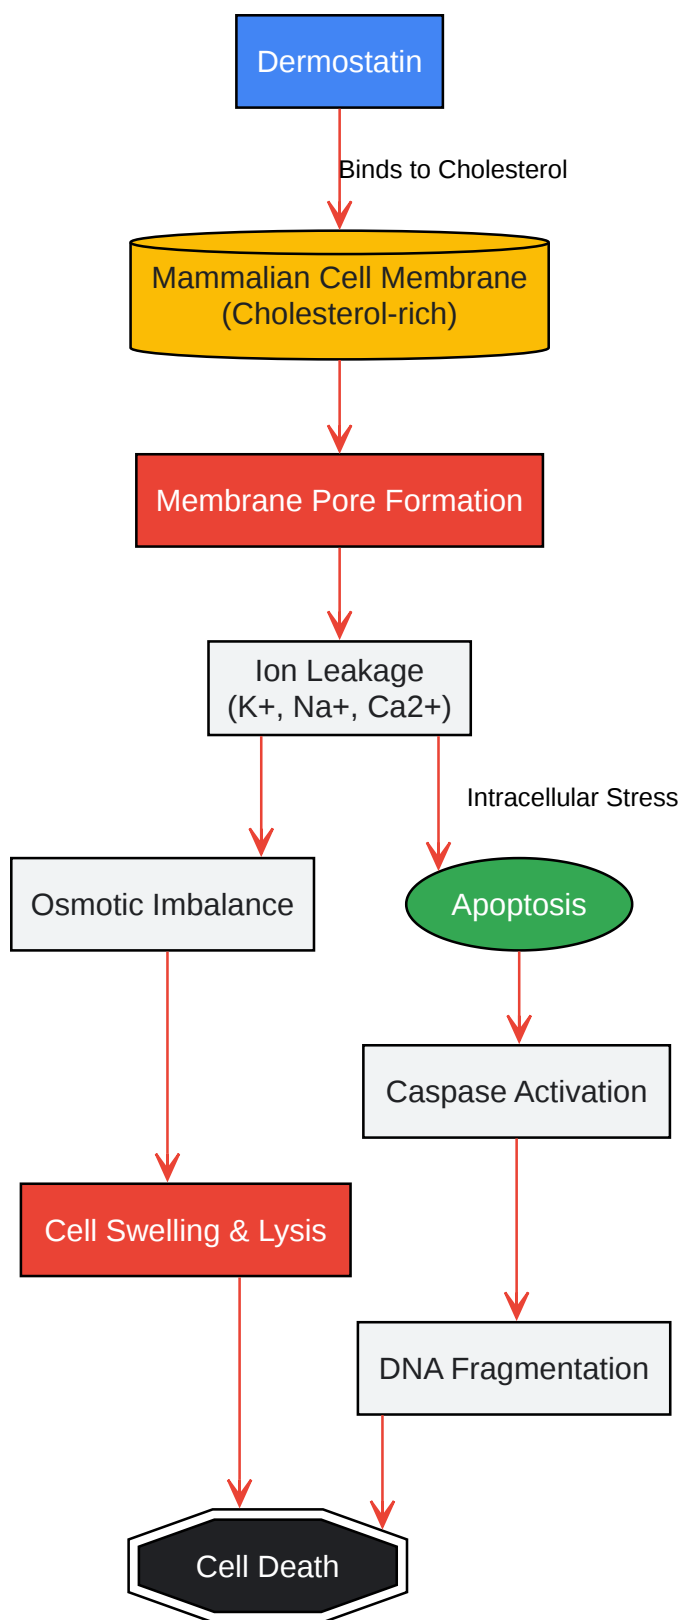 Dermostatin
Binds to Cholesterol
Mammalian Cell Membrane
(Cholesterol-rich)
Membrane Pore Formation
Ion Leakage
(K+, Na+, Ca2+)
Intracellular Stress
Osmotic Imbalance
Apoptosis
Caspase Activation
Cell Swelling & Lysis
DNA Fragmentation
Cell Death